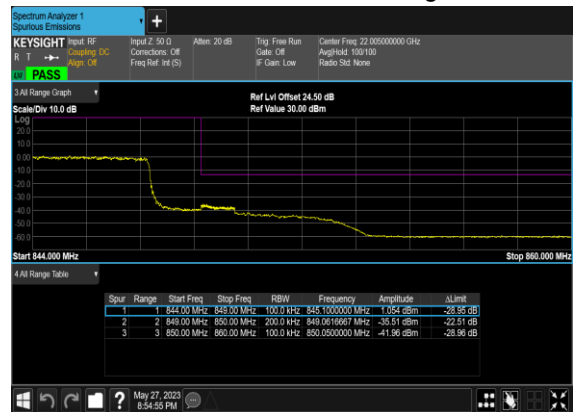 Spectrum Analyzer 1
Spurious Emissions
KEYSIGHT Input: RF Input Z: 50 Ω Atten: 20 dB Trig: Free Run Center Freq: 22.005000000 GHz
R T Coupling: DC Corrections: Off Gate: Off Avg|Hold: 100/100
Align: Off Freq Ref: Int (S) IF Gain: Low Radio Std: None
LW PASS
3 All Range Graph
Ref Lvl Offset 24.50 dB
Scale/Div 10.0 dB Ref Value 30.00 dBm
Log
20.0
10.0
0.00
-10.0
-20.0
-30.0
-40.0
-50.0
-60.0
Start 844.000 MHz Stop 860.000 MHz
4 All Range Table
Spur Range Start Freq Stop Freq RBW Frequency Amplitude ΔLimit
1 1 844.00 MHz 849.00 MHz 100.0 kHz 845.1000000 MHz 1.054 dBm -28.95 dB
2 2 849.00 MHz 850.00 MHz 200.0 kHz 849.0616667 MHz -35.51 dBm -22.51 dB
3 3 850.00 MHz 860.00 MHz 100.0 kHz 850.0500000 MHz -41.96 dBm -28.96 dB
May 27, 2023
8:54:55 PM